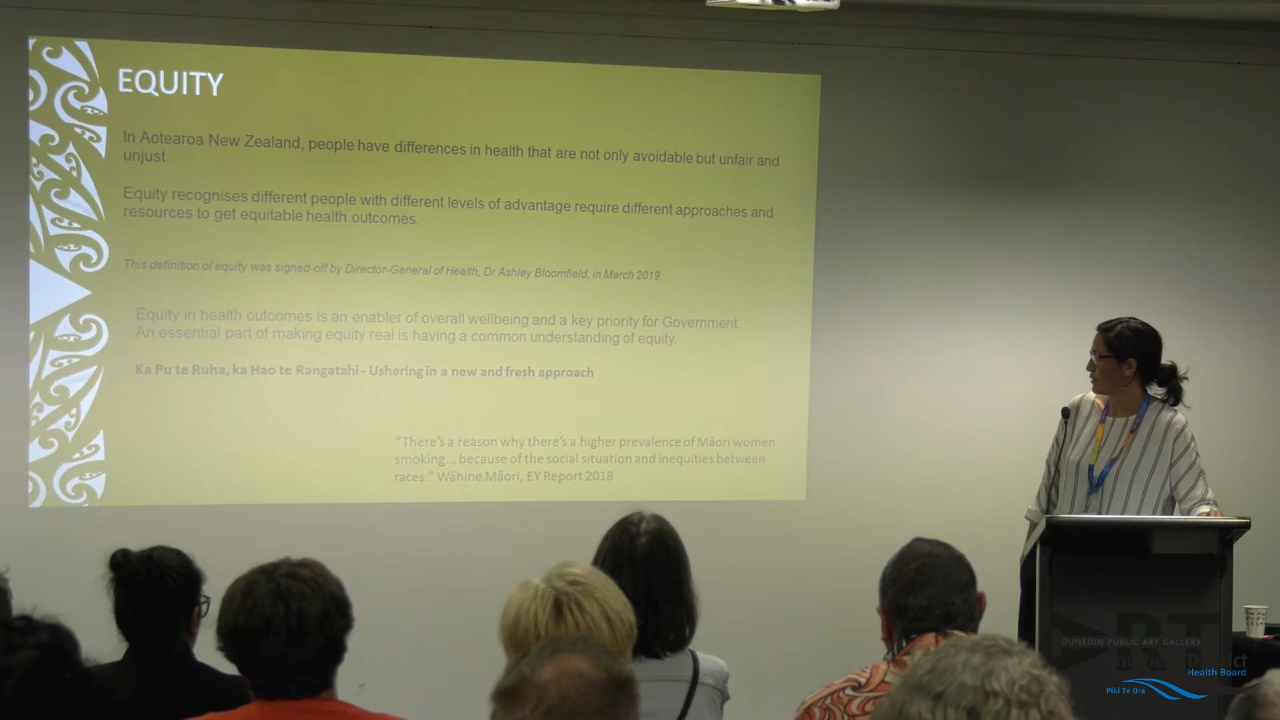 EQUITY
In Aotearoa New Zealand, people have differences in health that are not only avoidable but unfair and
unjust.
Equity recognises different people with different levels of advantage require different approaches and
resources to get equitable health outcomes.
This definition of equity was signed-off by Director-General of Health, Dr Ashley Bloomfield, in March 2019.
Equity in health outcomes is an enabler of overall wellbeing and a key priority for Government.
An essential part of making equity real is having a common understanding of equity.
Ka Pu te Ruha, ka Hao te Rangatahi - Ushering in a new and fresh approach
“There’s a reason why there’s a higher prevalence of Māori women
smoking... because of the social situation and inequities between
races.” Wāhine Māori, EY Report 2018
ART
DUNEDIN PUBLIC ART GALLERY
Southern District
Health Board
Piki Te Ora